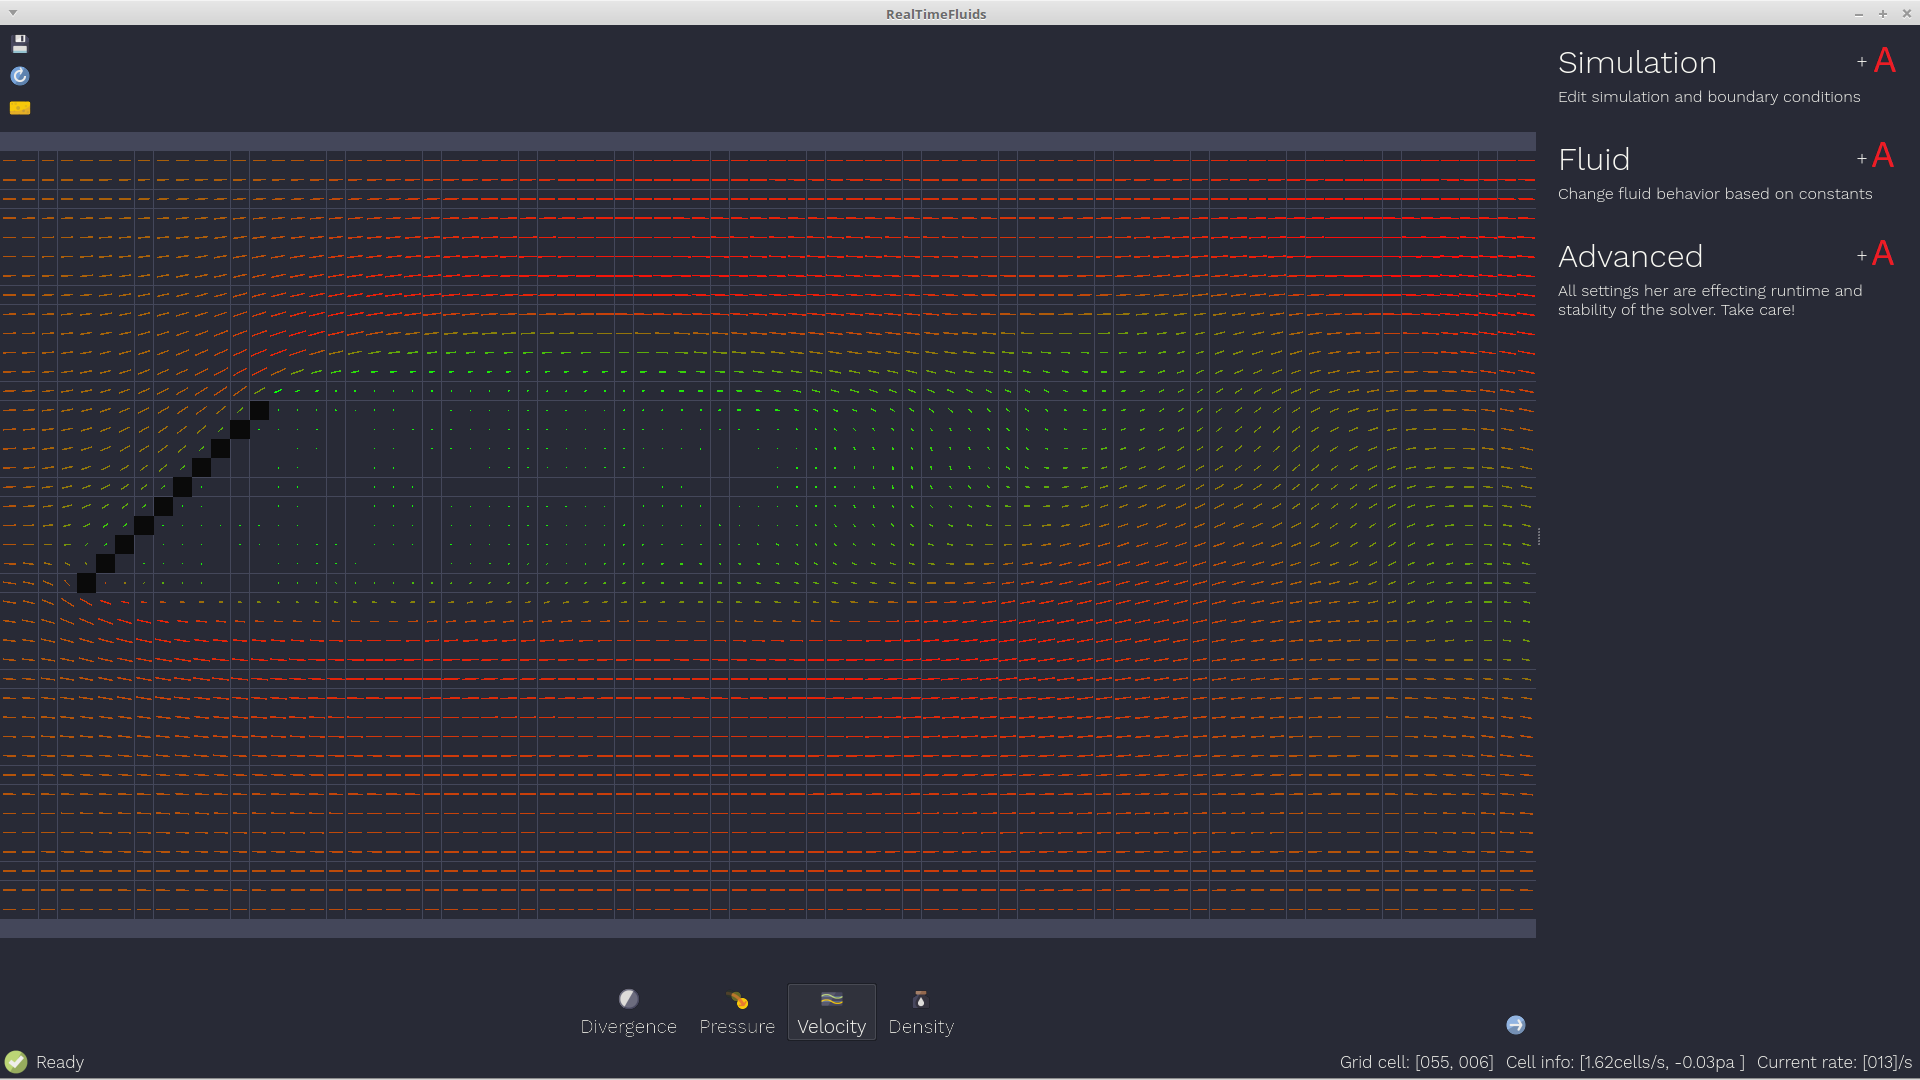 RealTimeFluids
Simulation + A
Edit simulation and boundary conditions
Fluid + A
Change fluid behavior based on constants
Advanced + A
All settings her are effecting runtime and
stability of the solver. Take care!
Divergence Pressure Velocity Density
Ready Grid cell: [055, 006] Cell info: [1.62cells/s, -0.03pa ] Current rate: [013]/s